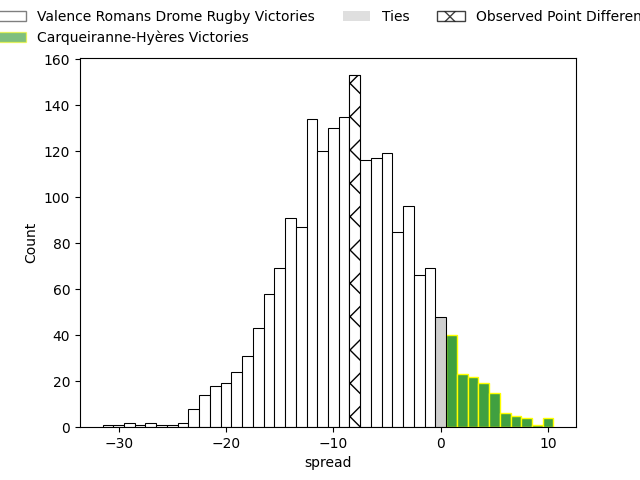 Valence Romans Drome Rugby Victories Ties Observed Point
Carqueiranne-Hyères Victories
160
140
120
100
80
60
40
20
0
Count
−30 −20 −10 0 10
spread